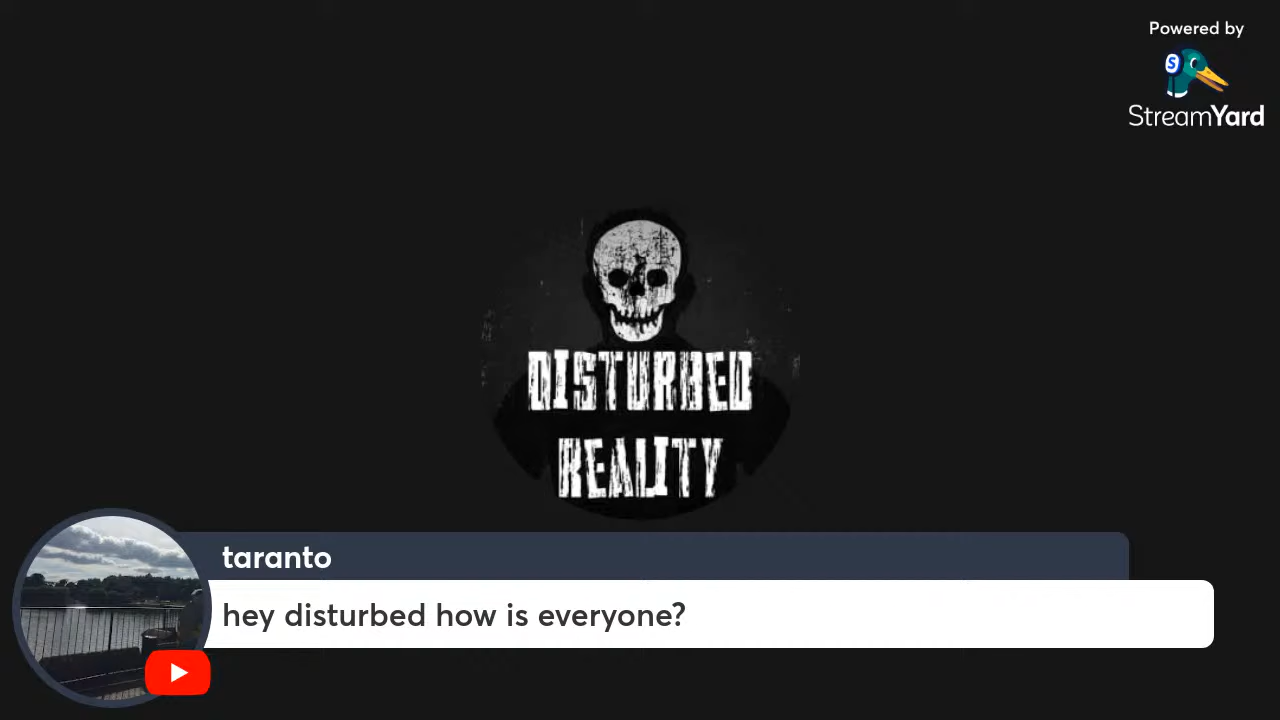 Powered by
S
StreamYard
DISTURBED
REALITY
taranto
hey disturbed how is everyone?